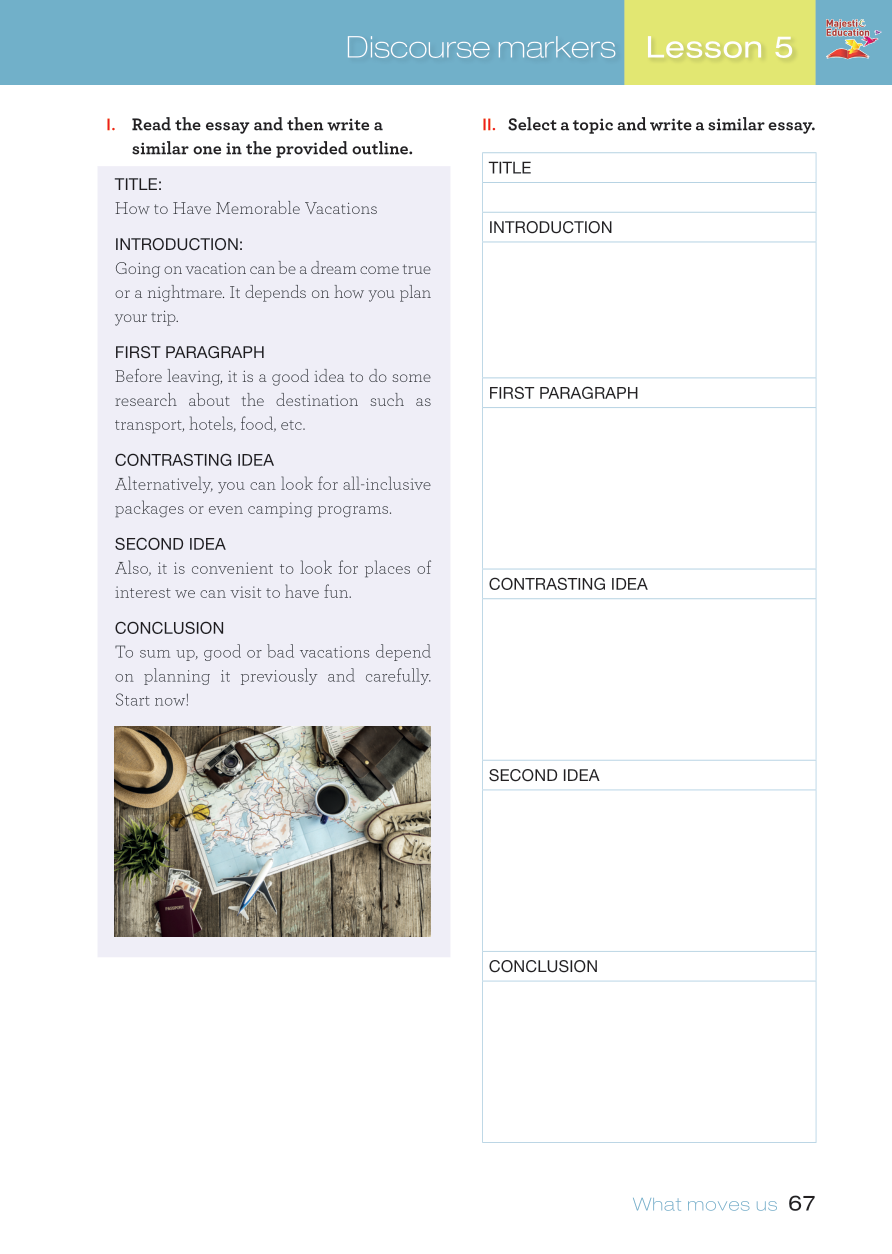 Discourse markers
Lesson 5
Majesti
Education
I. Read the essay and then write a
similar one in the provided outline.
TITLE:
How to Have Memorable Vacations
INTRODUCTION:
Going on vacation can be a dream come true
or a nightmare. It depends on how you plan
your trip.
FIRST PARAGRAPH
Before leaving, it is a good idea to do some
research about the destination such as
transport, hotels, food, etc.
CONTRASTING IDEA
Alternatively, you can look for all-inclusive
packages or even camping programs.
SECOND IDEA
Also, it is convenient to look for places of
interest we can visit to have fun.
CONCLUSION
To sum up, good or bad vacations depend
on planning it previously and carefully.
Start now!
PASSPORT
II. Select a topic and write a similar essay.
TITLE
INTRODUCTION
FIRST PARAGRAPH
CONTRASTING IDEA
SECOND IDEA
CONCLUSION
What moves us 67